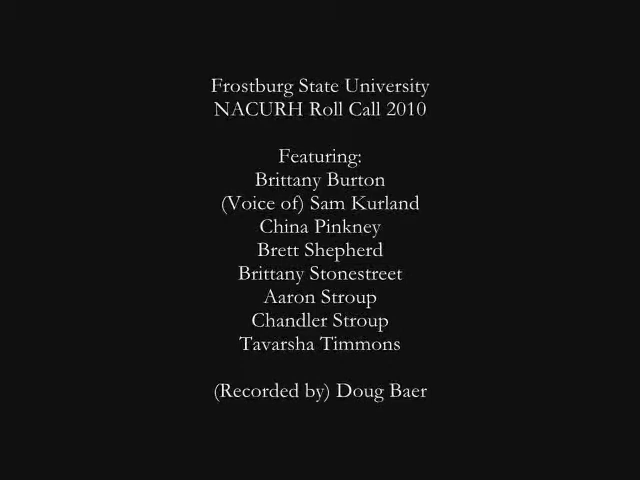 Frostburg State University
NACURH Roll Call 2010
Featuring:
Brittany Burton
(Voice of) Sam Kurland
China Pinkney
Brett Shepherd
Brittany Stonestreet
Aaron Stroup
Chandler Stroup
Tavarsha Timmons
(Recorded by) Doug Baer